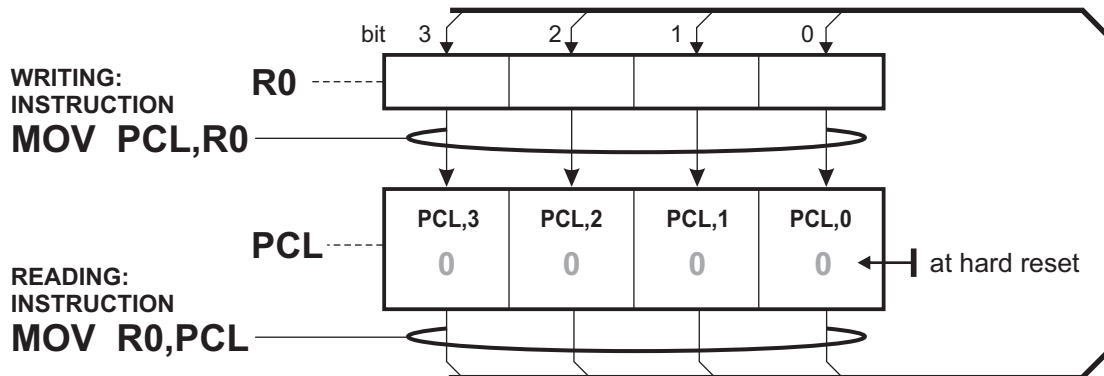 bit 3 2 1 0
WRITING:
INSTRUCTION
MOV PCL,R0
R0
PCL,3 PCL,2 PCL,1 PCL,0
PCL
0 0 0 0
at hard reset
READING:
INSTRUCTION
MOV R0,PCL